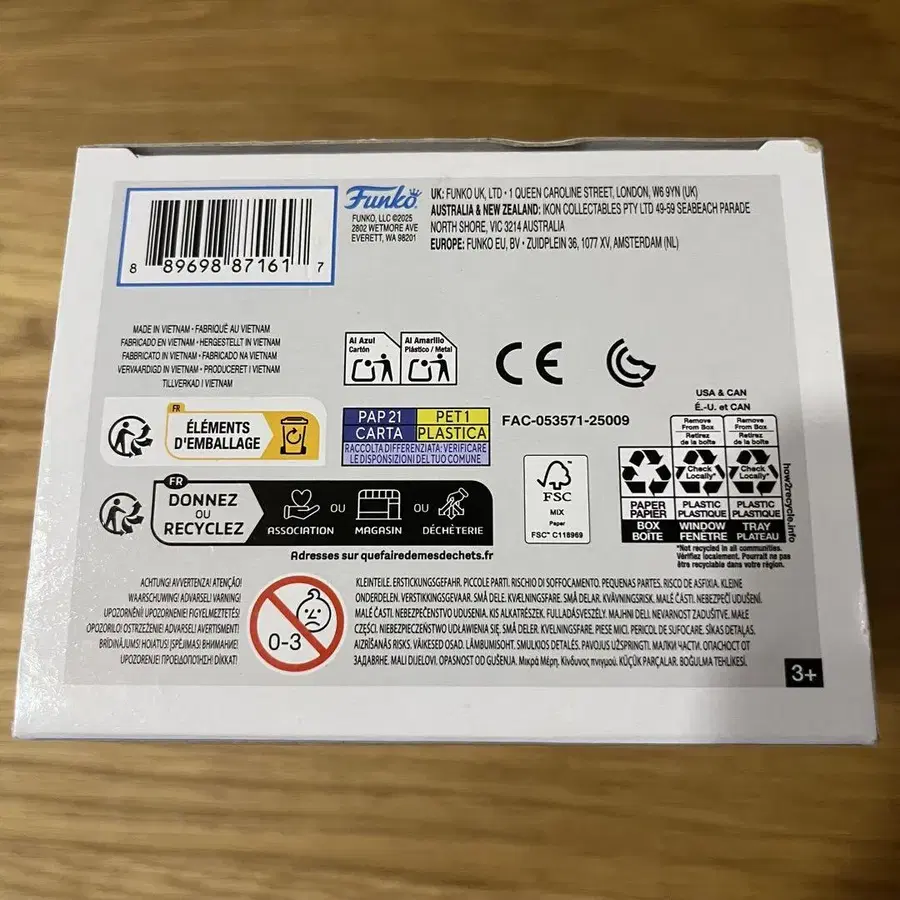 8 89698 87161 7
Funko
FUNKO, LLC ©2025
2802 WETMORE AVE
EVERETT, WA 98201
UK: FUNKO UK, LTD • 1 QUEEN CAROLINE STREET, LONDON, W6 9YN (UK)
AUSTRALIA & NEW ZEALAND: IKON COLLECTABLES PTY LTD 49-59 SEABEACH PARADE
NORTH SHORE, VIC 3214 AUSTRALIA
EUROPE: FUNKO EU, BV • ZUIDPLEIN 36, 1077 XV, AMSTERDAM (NL)
MADE IN VIETNAM • FABRIQUÉ AU VIETNAM
FABRICADO EN VIETNAM • HERGESTELLT IN VIETNAM
FABBRICATO IN VIETNAM • FABRICADO NA VIETNAM
VERVAARDIGD IN VIETNAM • PRODUCERET I VIETNAM
TILLVERKAD I VIETNAM
Al Azul
Cartón
Al Amarillo
Plástico / Metal
CE
FR
ÉLÉMENTS
D'EMBALLAGE
PAP 21
PET 1
CARTA
PLASTICA
RACCOLTA DIFFERENZIATA: VERIFICARE
LE DISPOSIZIONI DEL TUO COMUNE
FAC-053571-25009
FSC
MIX
Paper
FSC® C118969
USA & CAN
É.-U. et CAN
Remove
From Box
Retirez
de la boîte
Remove
From Box
Retirez
de la boîte
Check
Locally*
Check
Locally*
PAPER
PAPIER
PLASTIC
PLASTIQUE
PLASTIC
PLASTIQUE
BOX
BOÎTE
WINDOW
FENÊTRE
TRAY
PLATEAU
how2recycle.info
*Not recycled in all communities.
Vérifiez localement. Pourrait ne pas
être recyclable dans votre région.
FR
DONNEZ
OU
RECYCLEZ
ASSOCIATION
OU
MAGASIN
OU
DÉCHÈTERIE
Adresses sur quefairedemesdechets.fr
ACHTUNG! AVVERTENZA! ATENÇÃO!
WAARSCHUWING! ADVARSEL! VARNING!
UPOZORNĚNÍ! UPOZORNENIE! FIGYELMEZTETÉS!
OPOZORILO! OSTRZEŻENIE! ADVARSEL! AVERTISMENT!
BRĪDINĀJUMS! HOIATUS! ĮSPĖJIMAS! ВНИМАНИЕ!
UPOZORENJE! ΠΡΟΕΙΔΟΠΟΙΗΣΗ! DİKKAT!
0-3
KLEINTEILE. ERSTICKUNGSGEFAHR. PICCOLE PARTI. RISCHIO DI SOFFOCAMENTO. PEQUENAS PARTES. RISCO DE ASFIXIA. KLEINE
ONDERDELEN. VERSTIKKINGSGEVAAR. SMÅ DELE. KVÆLNINGSFARE. SMÅ DELAR. KVÄVNINGSRISK. MALÉ ČÁSTI. NEBEZPEČÍ UDUŠENÍ.
MALÉ ČASTI. NEBEZPEČENSTVO UDUSENIA. KIS ALKATRÉSZEK. FULLADÁSVESZÉLY. MAJHNI DELI. NEVARNOST ZADUŠITVE. MAŁE
CZĘŚCI. NIEBEZPIECZEŃSTWO UDŁAWIENIA SIĘ. SMÅ DELER. KVELNINGSFARE. PIESE MICI. PERICOL DE SUFOCARE. SĪKAS DETAĻAS.
AIZRĪŠANĀS RISKS. VÄIKESED OSAD. LÄMBUMISOHT. SMULKIOS DETALĖS. PAVOJUS UŽSPRINGTI. МАЛКИ ЧАСТИ. ОПАСНОСТ ОТ
ЗАДАВЯНЕ. MALI DIJELOVI. OPASNOST OD GUŠENJA. Μικρά Μέρη. Κίνδυνος πνιγμού. KÜÇÜK PARÇALAR. BOĞULMA TEHLİKESİ.
3+